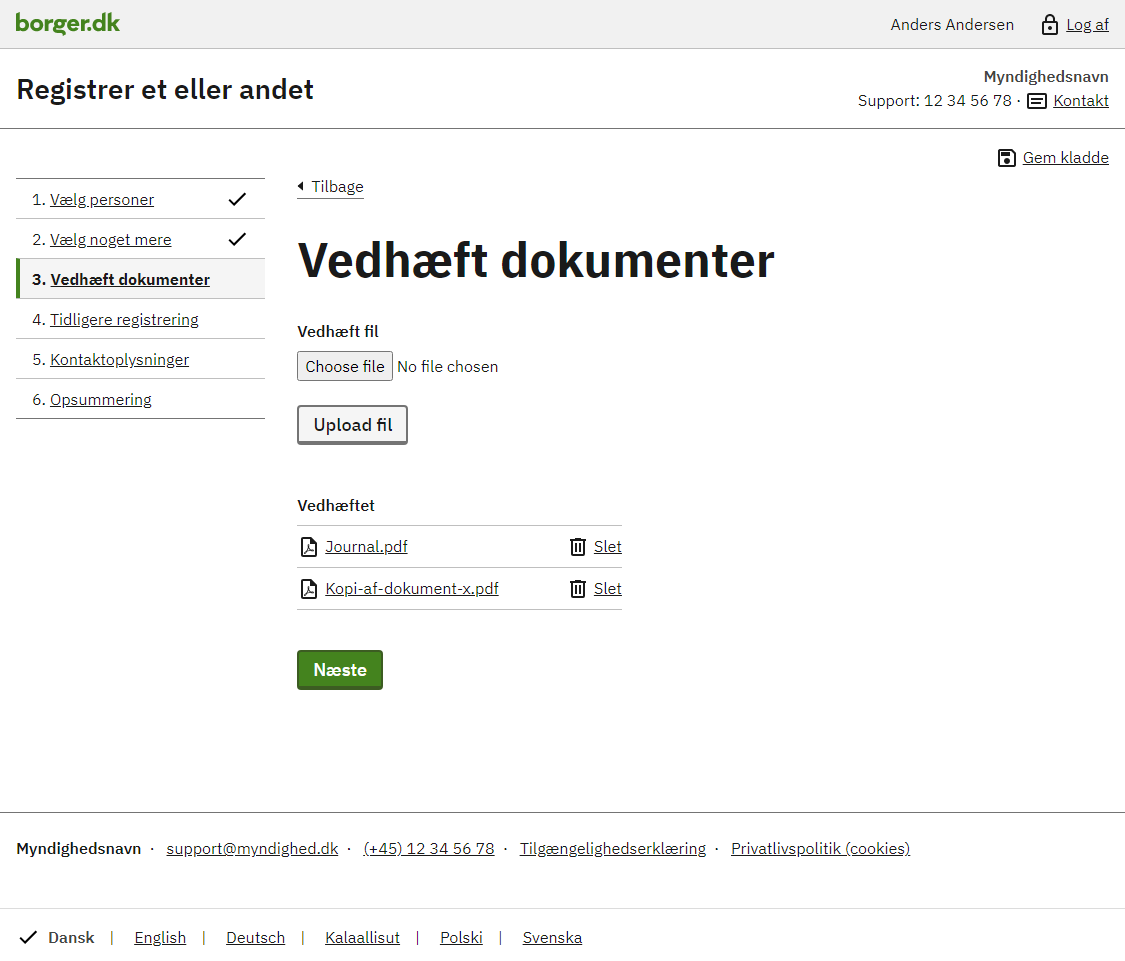 borger.dk
Anders Andersen Log af
Registrer et eller andet
Myndighedsnavn
Support: 12 34 56 78 · Kontakt
Gem kladde
1. Vælg personer
2. Vælg noget mere
3. Vedhæft dokumenter
4. Tidligere registrering
5. Kontaktoplysninger
6. Opsummering
Tilbage
Vedhæft dokumenter
Vedhæft fil
Choose file No file chosen
Upload fil
Vedhæftet
Journal.pdf Slet
Kopi-af-dokument-x.pdf Slet
Næste
Myndighedsnavn · support@myndighed.dk · (+45) 12 34 56 78 · Tilgængelighedserklæring · Privatlivspolitik (cookies)
Dansk | English | Deutsch | Kalaallisut | Polski | Svenska